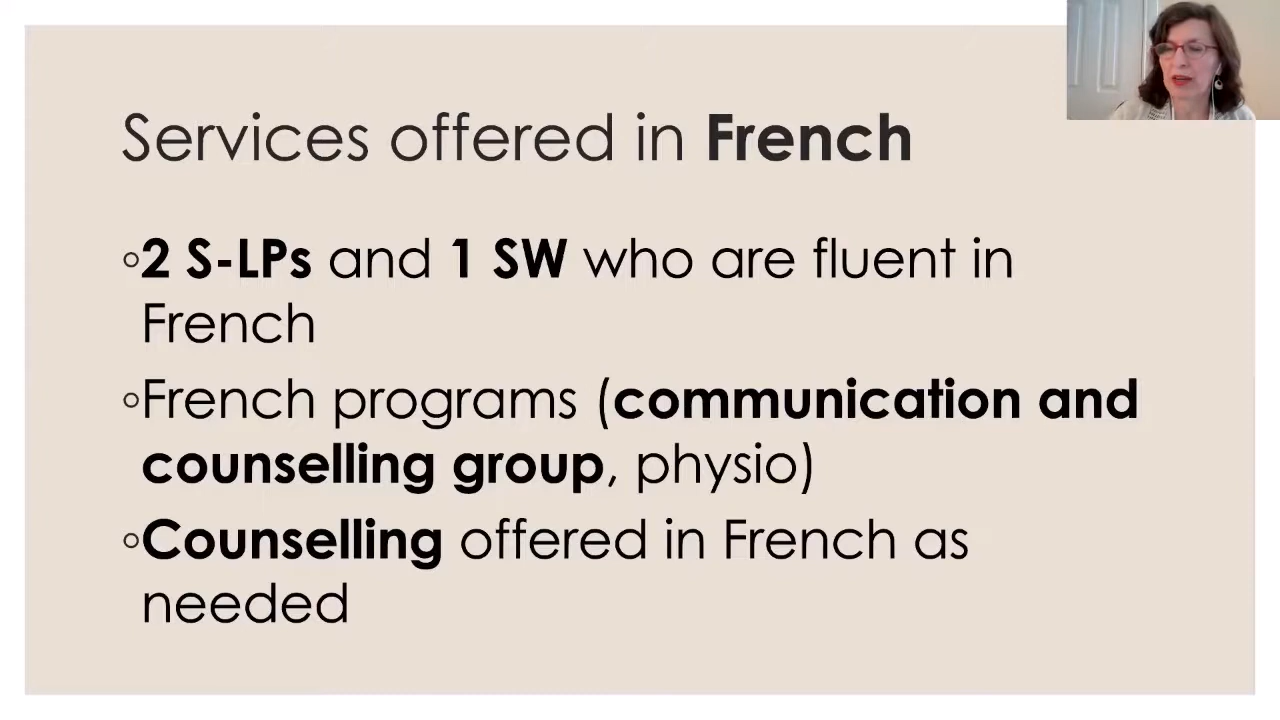 Services offered in French
◦2 S-LPs and 1 SW who are fluent in
French
◦French programs (communication and
counselling group, physio)
◦Counselling offered in French as
needed